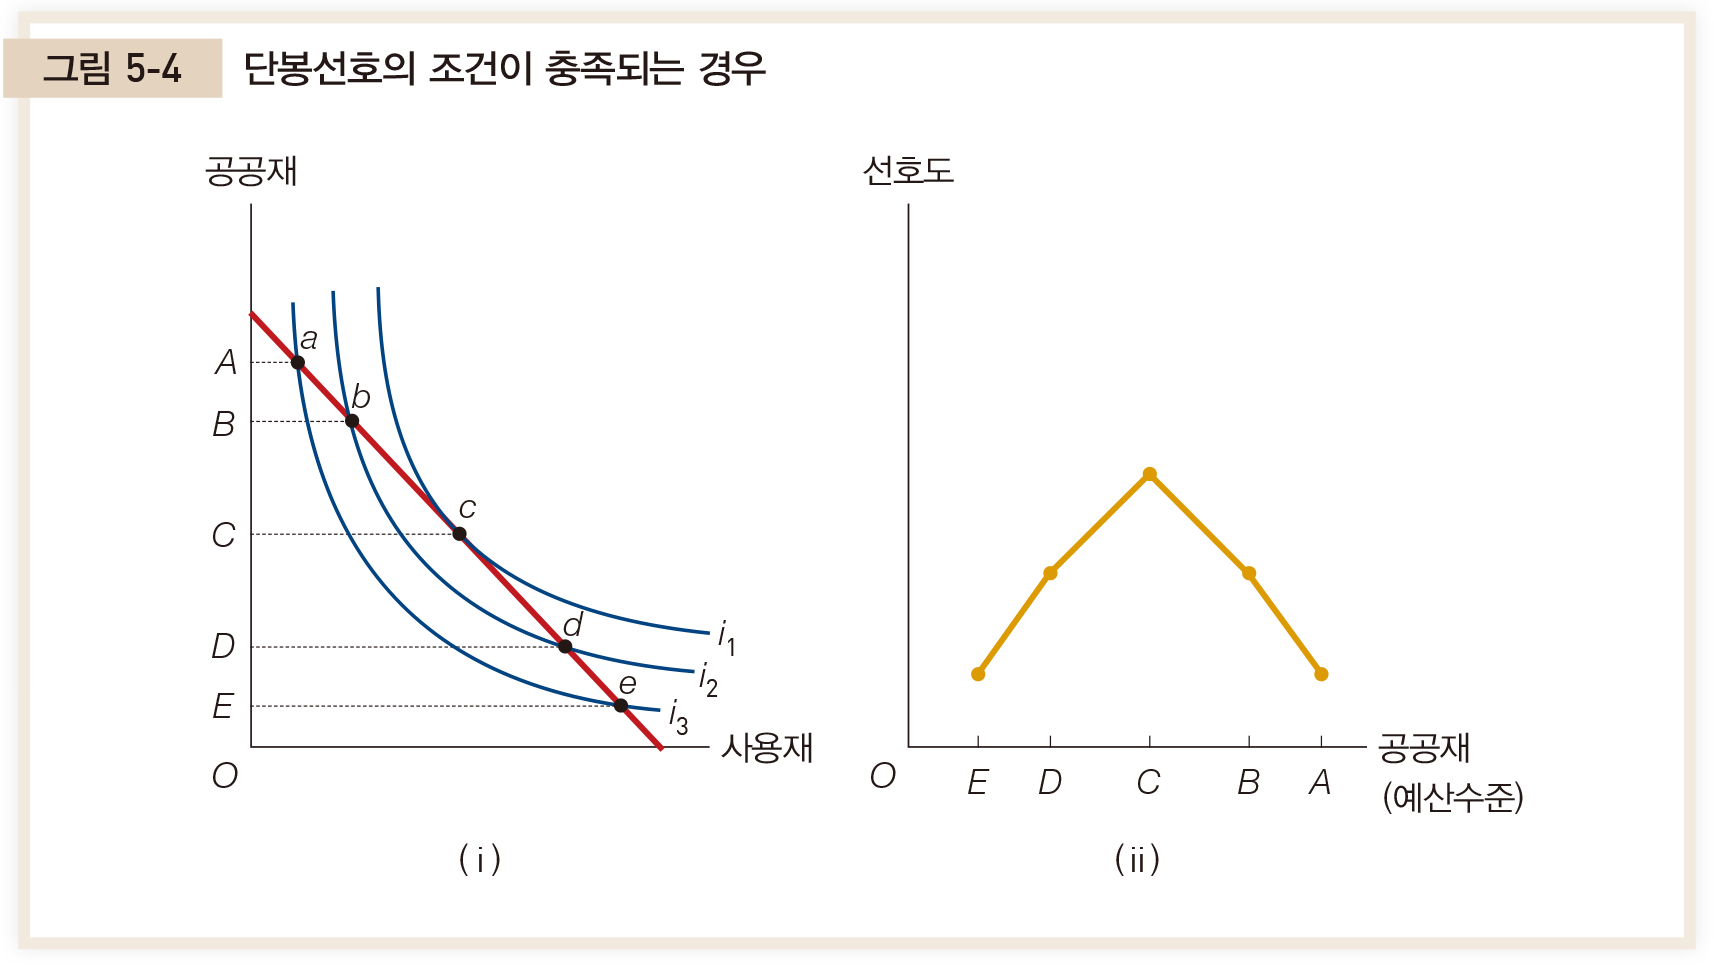 그림 5-4 단봉선호의 조건이 충족되는 경우
공공재
A
B
C
D
E
O
a
b
c
d
e
i1
i2
i3
사용재
(i)
선호도
O
E D C B A
공공재
(예산수준)
(ii)